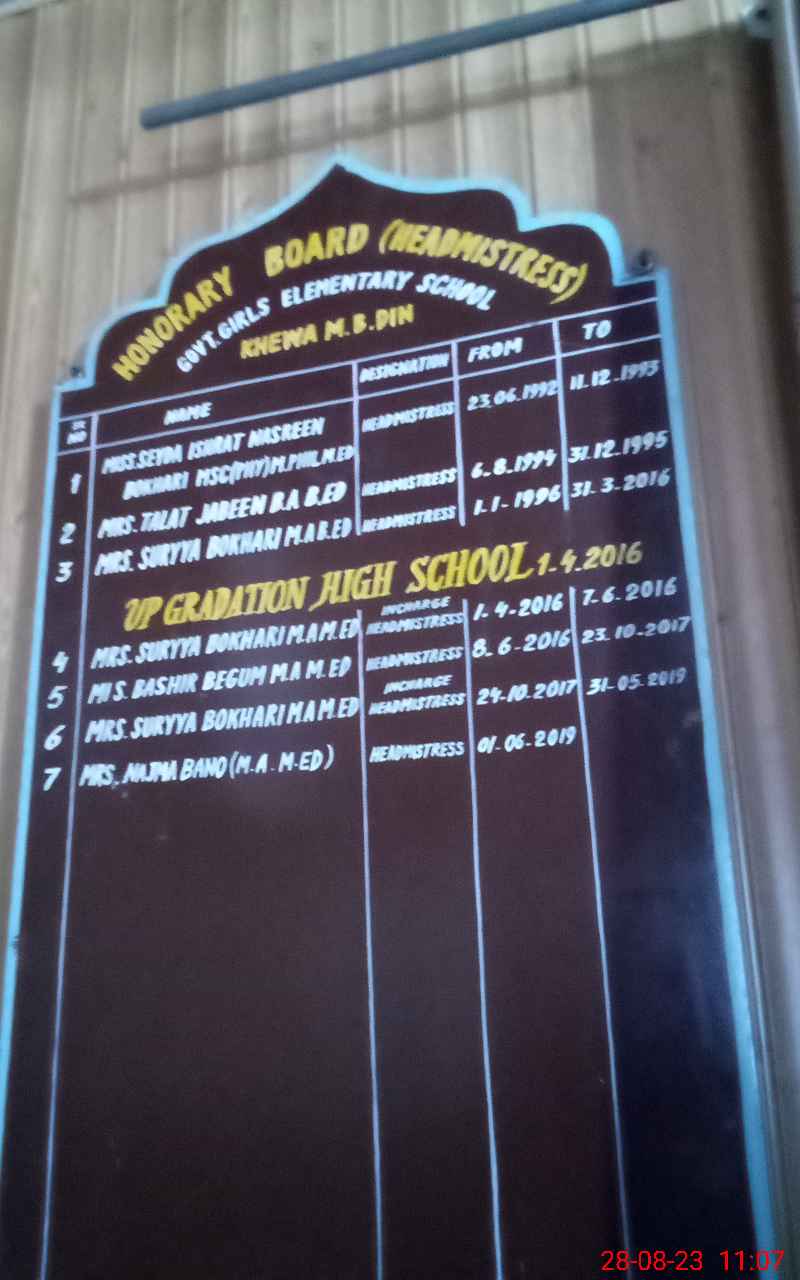 HONORARY BOARD (HEADMISTRESS)
GOVT. GIRLS ELEMENTARY SCHOOL
KHEWA M.B.DIN
SR NO NAME DESIGNATION FROM TO
1 MISS.SEYDA ISHRAT NASREEN HEADMISTRESS 23.06.1992 11.12.1993
BOKHARI MSC(PHY)M.PHIL,M.ED
2 MRS. TALAT JABEEN B.A B.ED HEADMISTRESS 6-8-1994 31.12.1995
3 MRS. SURYYA BOKHARI M.A B.ED HEADMISTRESS 1-1-1996 31-3-2016
UP GRADATION HIGH SCHOOL 1-4.2016
4 MRS. SURYYA BOKHARI M.A M.ED INCHARGE HEADMISTRESS 1-4-2016 7-6-2016
5 MIS. BASHIR BEGUM M.A M.ED HEADMISTRESS 8.6-2016 23.10-2017
6 MRS. SURYYA BOKHARI M.A M.ED INCHARGE HEADMISTRESS 24-10.2017 31-05.2019
7 MRS. NAJMA BANO (M.A. M.ED) HEADMISTRESS 01-06-2019
28-08-23 11:07